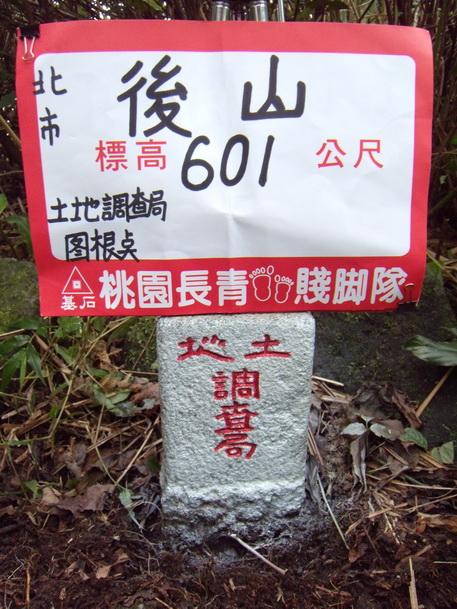 北市
後山
標高 601 公尺
土地調查局
图根点
基石 桃園長青 賤脚隊
地土
調查局